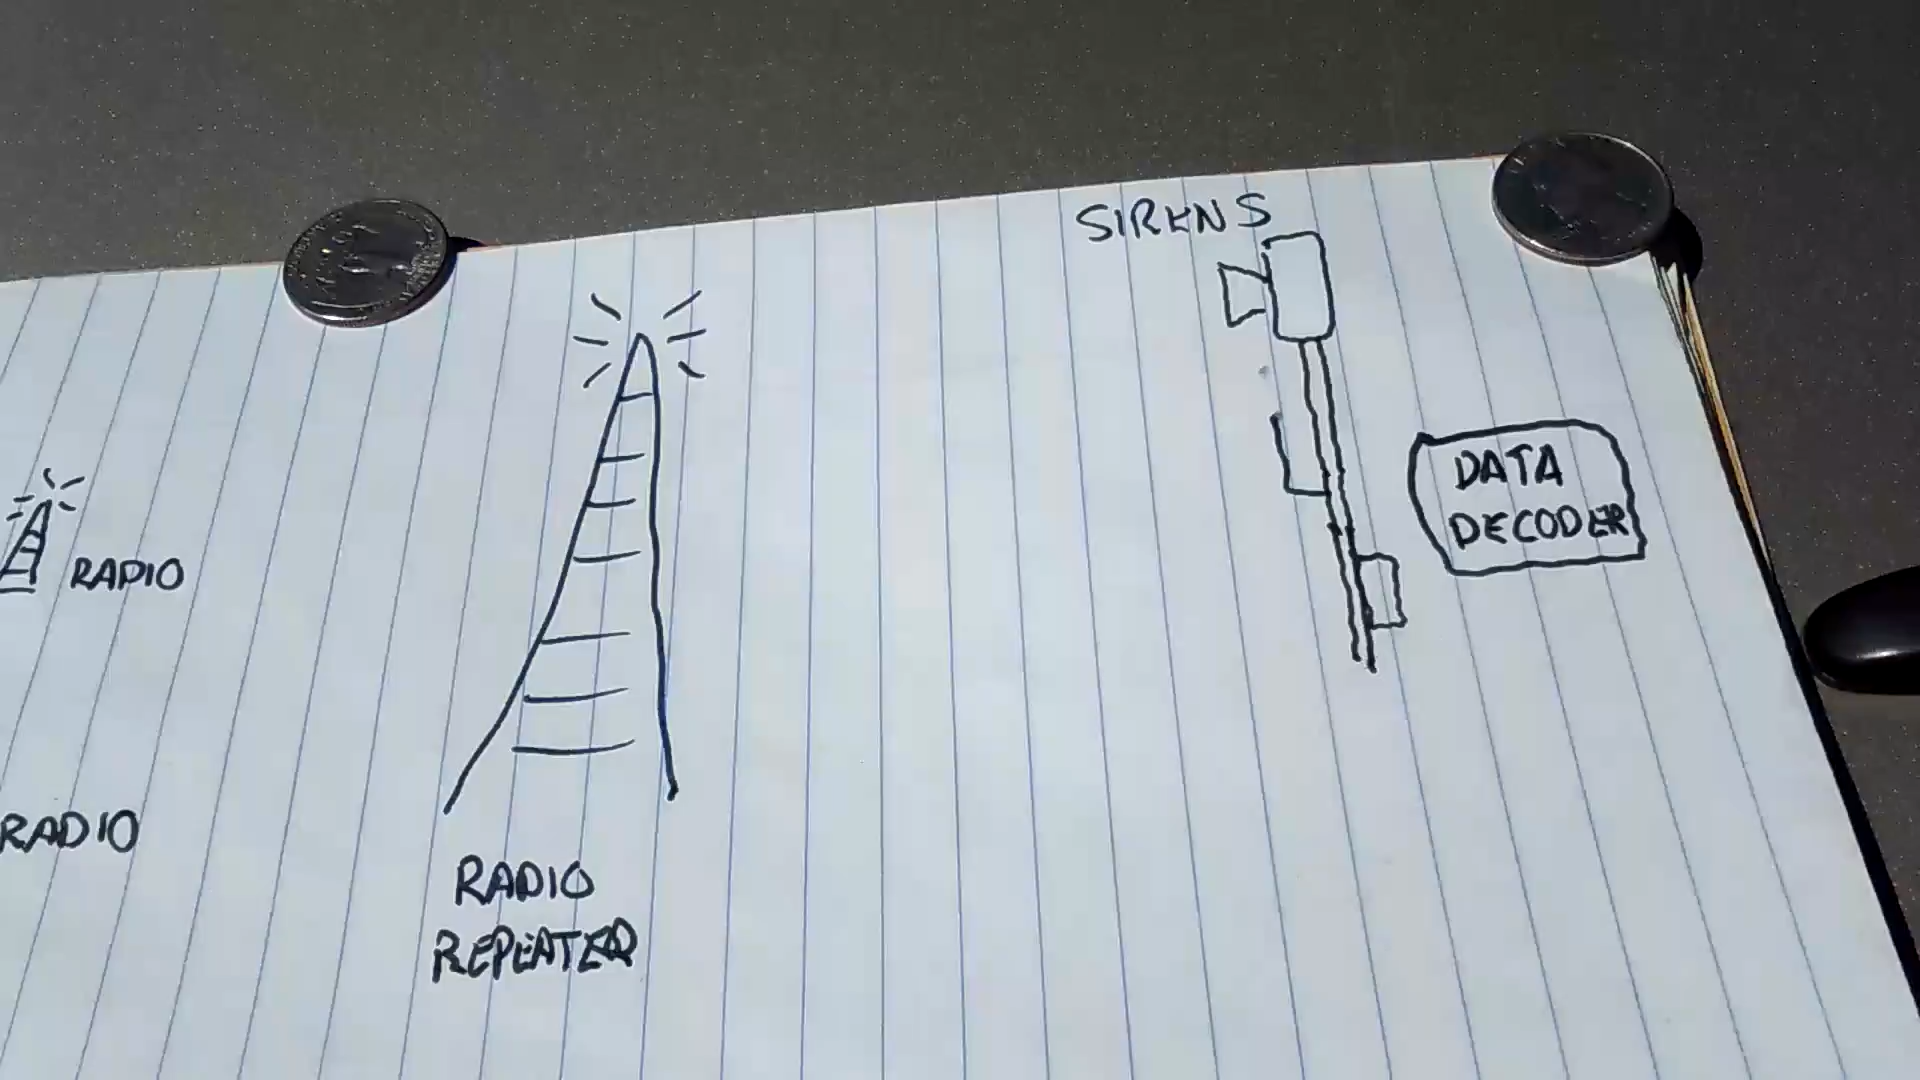 SIRENS
DATA
DECODER
RADIO
RADIO
RADIO
REPEATER